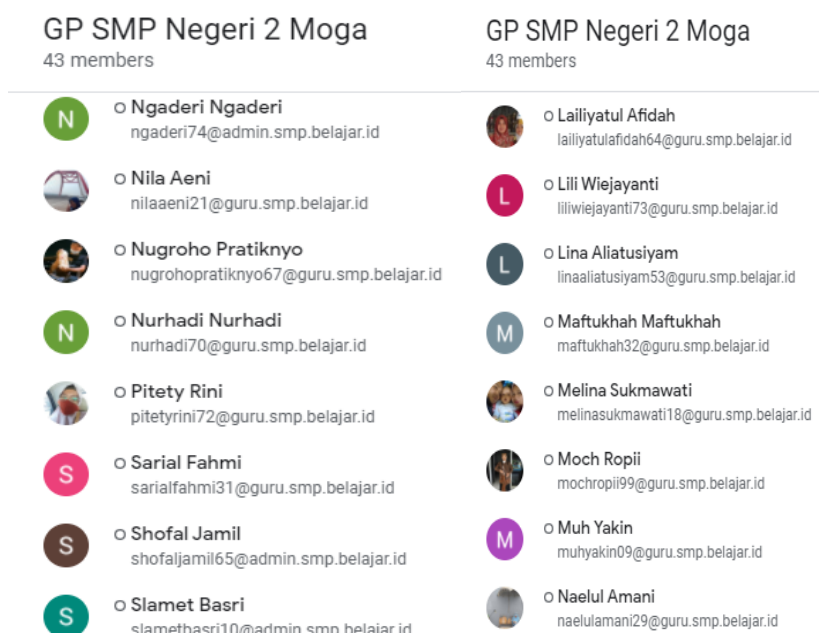 GP SMP Negeri 2 Moga
43 members
N
Ngaderi Ngaderi
ngaderi74@admin.smp.belajar.id
Nila Aeni
nilaaeni21@guru.smp.belajar.id
Nugroho Pratiknyo
nugrohopratiknyo67@guru.smp.belajar.id
N
Nurhadi Nurhadi
nurhadi70@guru.smp.belajar.id
Pitety Rini
pitetyrini72@guru.smp.belajar.id
S
Sarial Fahmi
sarialfahmi31@guru.smp.belajar.id
S
Shofal Jamil
shofaljamil65@admin.smp.belajar.id
S
Slamet Basri
slametbasri10@admin.smp.belajar.id
GP SMP Negeri 2 Moga
43 members
Lailiyatul Afidah
lailiyatulafidah64@guru.smp.belajar.id
L
Lili Wiejayanti
liliwiejayanti73@guru.smp.belajar.id
L
Lina Aliatusiyam
linaaliatusiyam53@guru.smp.belajar.id
M
Maftukhah Maftukhah
maftukhah32@guru.smp.belajar.id
Melina Sukmawati
melinasukmawati18@guru.smp.belajar.id
Moch Ropii
mochropii99@guru.smp.belajar.id
M
Muh Yakin
muhyakin09@guru.smp.belajar.id
Naelul Amani
naelulamani29@guru.smp.belajar.id